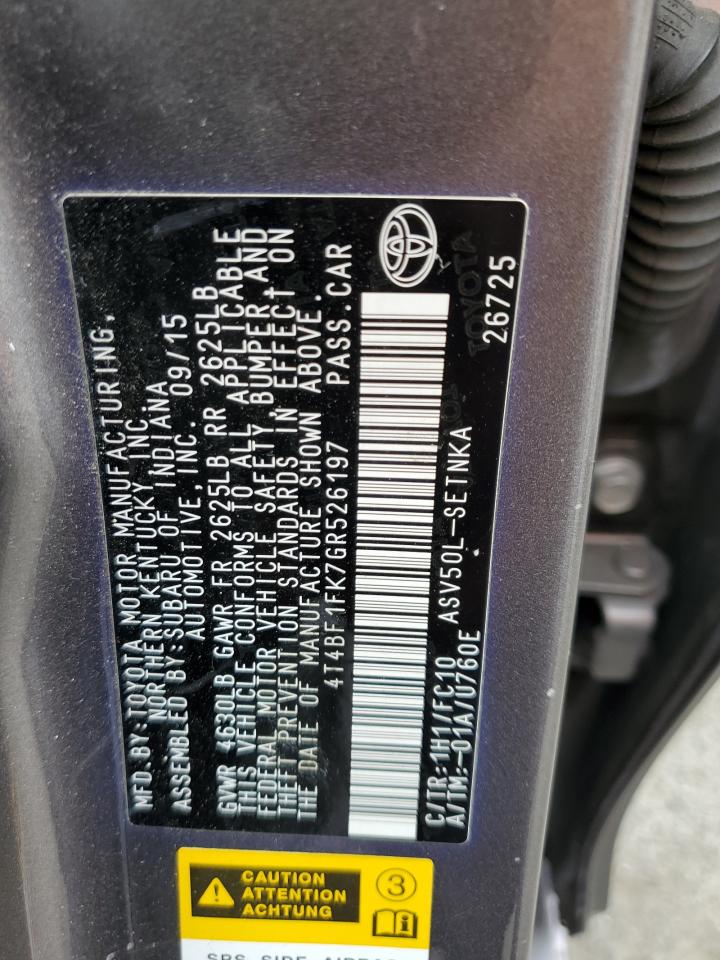 MFD.BY:TOYOTA MOTOR MANUFACTURING,
NORTHERN KENTUCKY INC.
ASSEMBLED BY:SUBARU OF INDIANA
AUTOMOTIVE, INC. 09/15
GVWR 4630LB GAWR FR 2625LB RR 2625LB
THIS VEHICLE CONFORMS TO ALL APPLICABLE
FEDERAL MOTOR VEHICLE SAFETY, BUMPER, AND
THEFT PREVENTION STANDARDS IN EFFECT ON
THE DATE OF MANUFACTURE SHOWN ABOVE.
4T4BF1FK7GR526197 PASS.CAR
C/TR:1H1/FC10 ASV50L-SETNKA
A/TM:-01A/U760E 26725
TOYOTA
CAUTION
ATTENTION
ACHTUNG
3